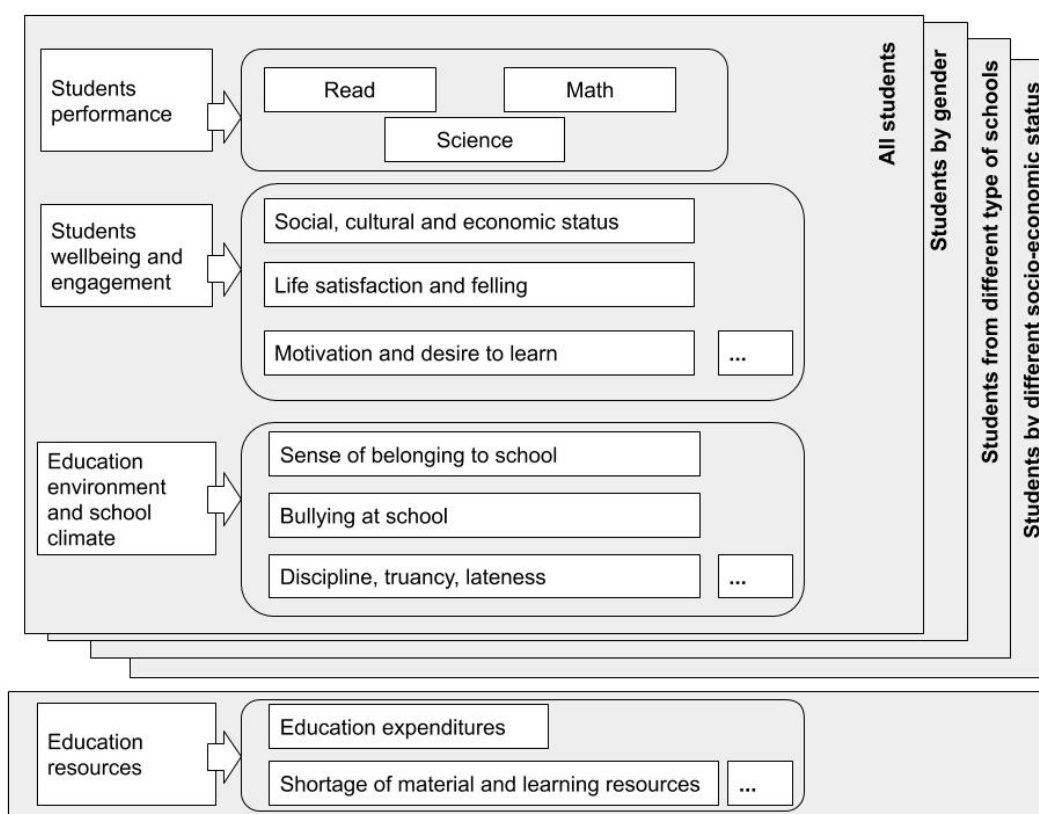 Students
performance
Read
Math
Science
Students
wellbeing and
engagement
Social, cultural and economic status
Life satisfaction and felling
Motivation and desire to learn
...
Education
environment
and school
climate
Sense of belonging to school
Bullying at school
Discipline, truancy, lateness
...
All students
Students by gender
Students from different type of schools
Students by different socio-economic status
Education
resources
Education expenditures
Shortage of material and learning resources
...